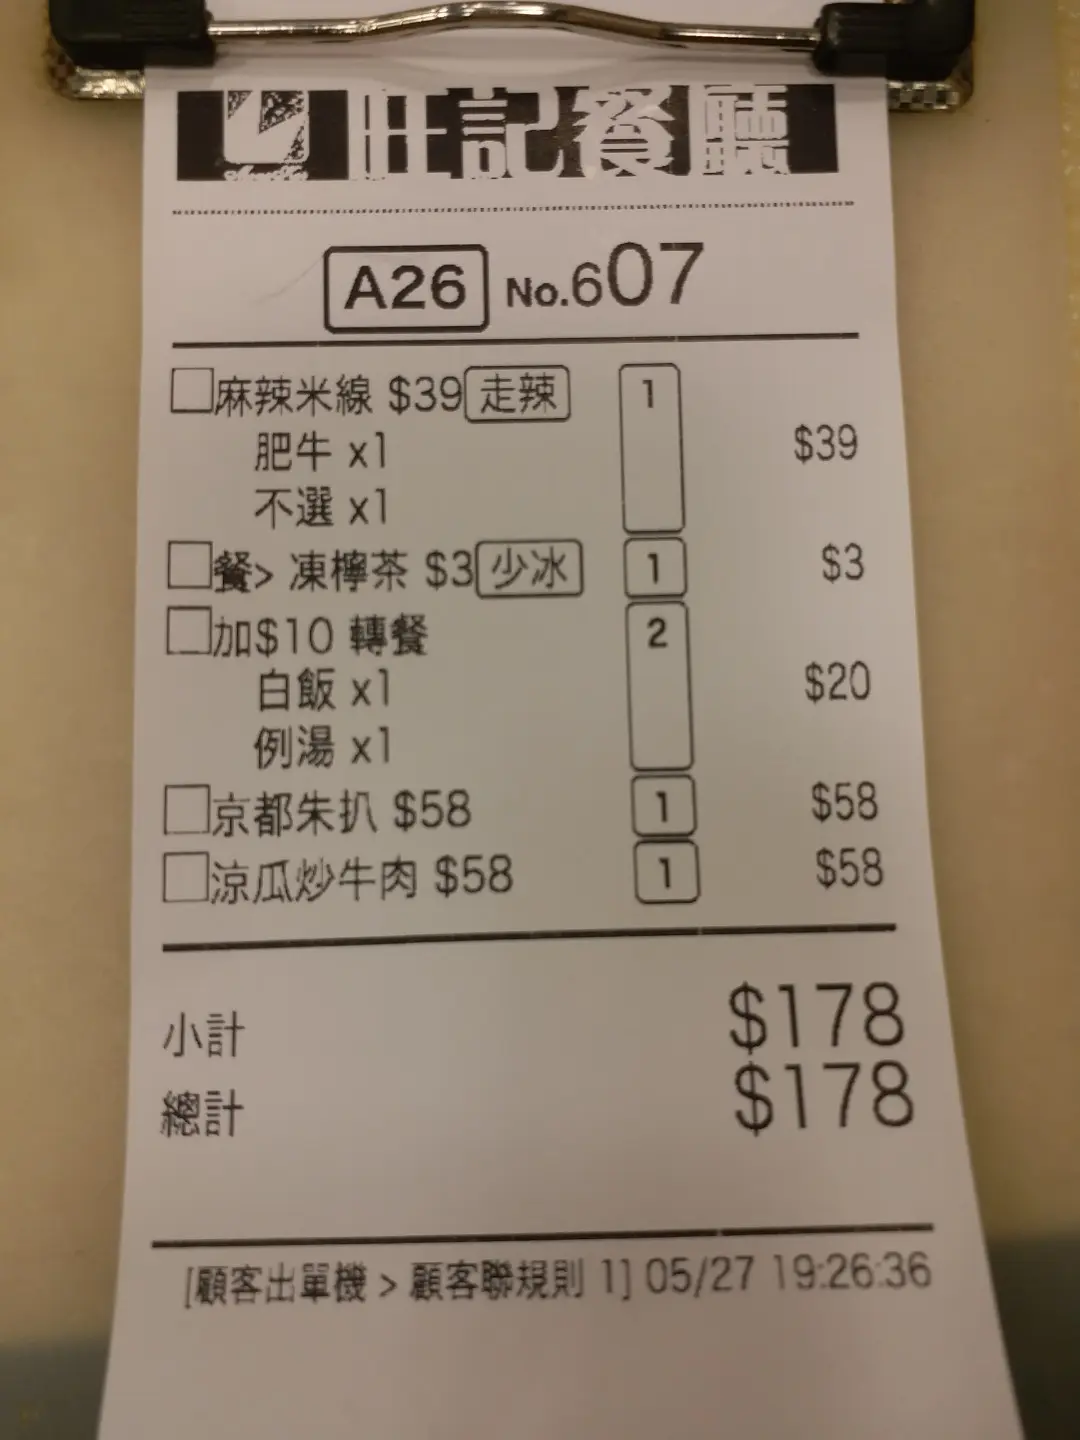 旺記餐廳
A26 No.607
麻辣米線 $39 走辣 1
$39
肥牛 x1
不選 x1
餐> 凍檸茶 $3 少冰 1 $3
加$10 轉餐 2
白飯 x1 $20
例湯 x1
京都朱扒 $58 1 $58
涼瓜炒牛肉 $58 1 $58
小計 $178
總計 $178
[顧客出單機 > 顧客聯規則 1] 05/27 19:26:36